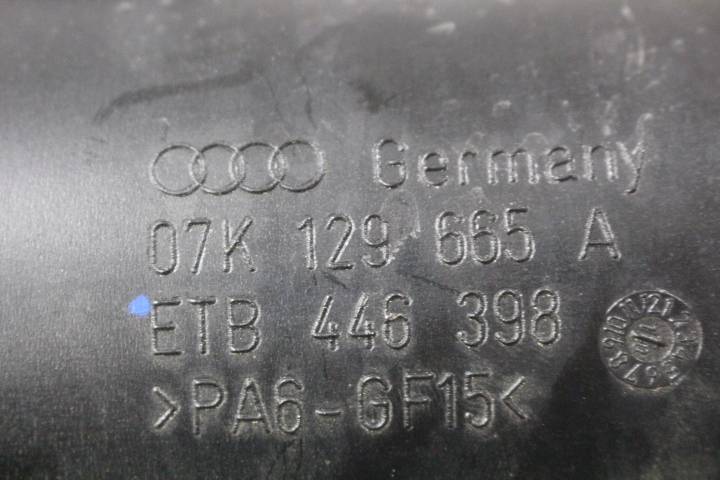 Germany
07K 129 665 A
ETB 446 398
>PA6-GF15<